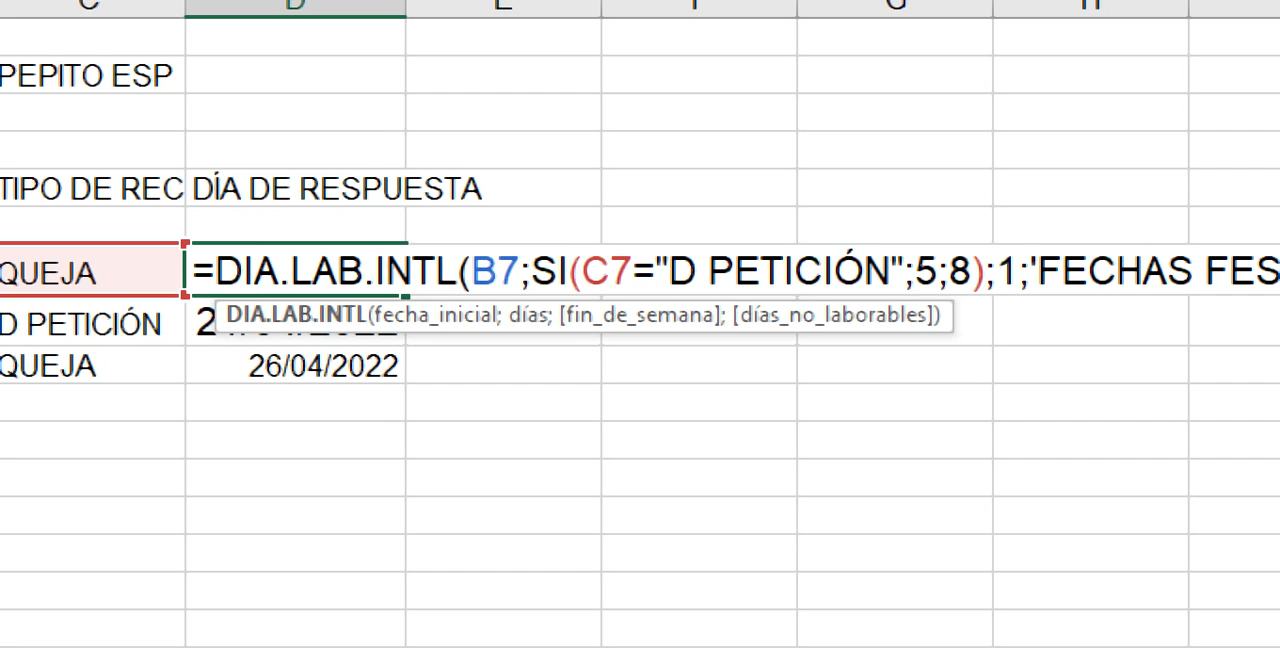 D
PEPITO ESP
TIPO DE REC DÍA DE RESPUESTA
QUEJA =DIA.LAB.INTL(B7;SI(C7="D PETICIÓN";5;8);1;'FECHAS FES
DIA.LAB.INTL(fecha_inicial; días; [fin_de_semana]; [días_no_laborables])
D PETICIÓN
QUEJA 26/04/2022